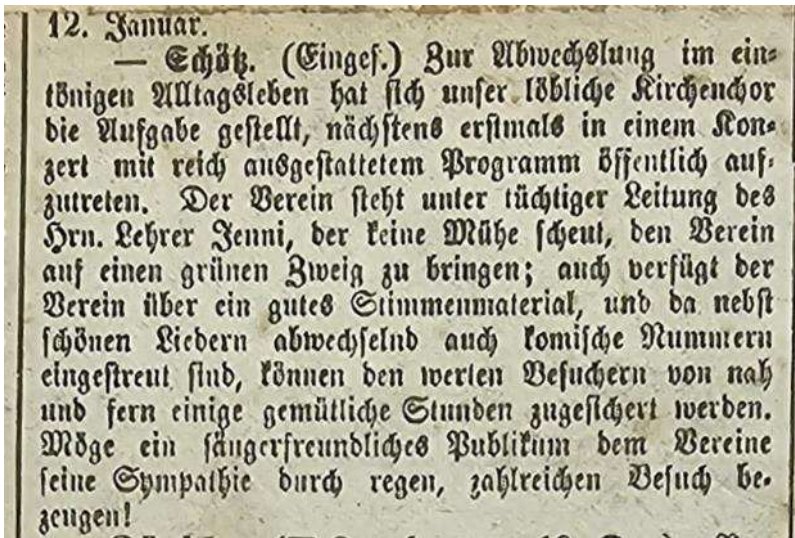 12. Januar.
— Schötz. (Einges.) Zur Abwechslung im ein-
tönigen Alltagsleben hat sich unser löbliche Kirchenchor
die Aufgabe gestellt, nächstens erstmals in einem Kon-
zert mit reich ausgestattetem Programm öffentlich auf-
zutreten. Der Verein steht unter tüchtiger Leitung des
Hrn. Lehrer Jenni, der keine Mühe scheut, den Verein
auf einen grünen Zweig zu bringen; auch verfügt der
Verein über ein gutes Stimmenmaterial, und da nebst
schönen Liedern abwechselnd auch komische Nummern
eingestreut sind, können den werten Besuchern von nah
und fern einige gemütliche Stunden zugesichert werden.
Möge ein sängerfreundliches Publikum dem Vereine
seine Sympathie durch regen, zahlreichen Besuch be-
zeugen!